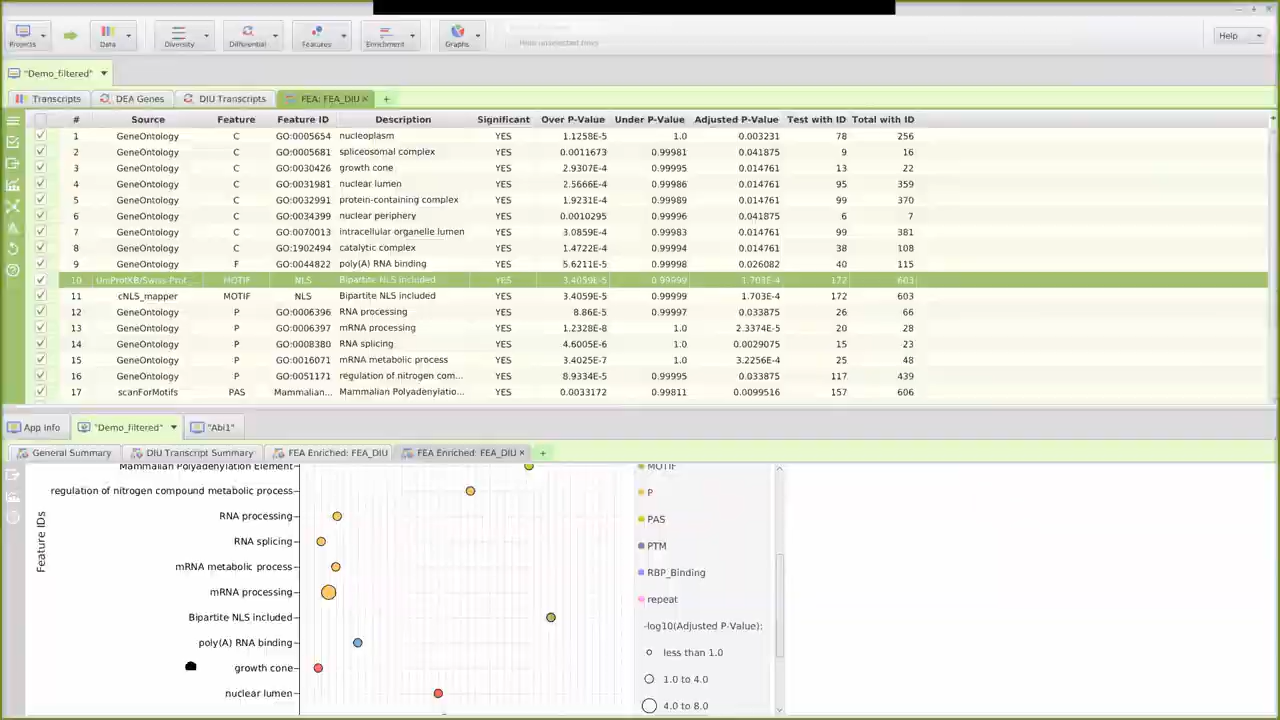 Projects Data Diversity Differential Features Enrichment Graphs Help
"Demo_filtered"
Transcripts DEA Genes DIU Transcripts FEA: FEA_DIU × +
# Source Feature Feature ID Description Significant Over P-Value Under P-Value Adjusted P-Value Test with ID Total with ID
1 GeneOntology C GO:0005654 nucleoplasm YES 1.1258E-5 1.0 0.003231 78 256
2 GeneOntology C GO:0005681 spliceosomal complex YES 0.0011673 0.99981 0.041875 9 16
3 GeneOntology C GO:0030426 growth cone YES 2.9307E-4 0.99995 0.014761 13 22
4 GeneOntology C GO:0031981 nuclear lumen YES 2.5666E-4 0.99986 0.014761 95 359
5 GeneOntology C GO:0032991 protein-containing complex YES 1.9231E-4 0.99989 0.014761 99 370
6 GeneOntology C GO:0034399 nuclear periphery YES 0.0010295 0.99996 0.041875 6 7
7 GeneOntology C GO:0070013 intracellular organelle lumen YES 3.0859E-4 0.99983 0.014761 99 381
8 GeneOntology C GO:1902494 catalytic complex YES 1.4722E-4 0.99994 0.014761 38 108
9 GeneOntology F GO:0044822 poly(A) RNA binding YES 5.6211E-5 0.99998 0.026082 40 115
10 UniProtKB/Swiss-Prot... MOTIF NLS Bipartite NLS included YES 3.4059E-5 0.99999 1.703E-4 172 603
11 cNLS_mapper MOTIF NLS Bipartite NLS included YES 3.4059E-5 0.99999 1.703E-4 172 603
12 GeneOntology P GO:0006396 RNA processing YES 8.86E-5 0.99997 0.033875 26 66
13 GeneOntology P GO:0006397 mRNA processing YES 1.2328E-8 1.0 2.3374E-5 20 28
14 GeneOntology P GO:0008380 RNA splicing YES 4.6005E-6 1.0 0.0029075 15 23
15 GeneOntology P GO:0016071 mRNA metabolic process YES 3.4025E-7 1.0 3.2256E-4 25 48
16 GeneOntology P GO:0051171 regulation of nitrogen com... YES 8.9334E-5 0.99995 0.033875 117 439
17 scanForMotifs PAS Mammalian... Mammalian Polyadenylatio... YES 0.0033172 0.99811 0.0099516 157 606
App Info "Demo_filtered" "Abi1"
General Summary DIU Transcript Summary FEA Enriched: FEA_DIU FEA Enriched: FEA_DIU × +
Feature IDs
Mammalian Polyadenylation Element
regulation of nitrogen compound metabolic process
RNA processing
RNA splicing
mRNA metabolic process
mRNA processing
Bipartite NLS included
poly(A) RNA binding
growth cone
nuclear lumen
MOTIF
P
PAS
PTM
RBP_Binding
repeat
-log10(Adjusted P-Value):
less than 1.0
1.0 to 4.0
4.0 to 8.0